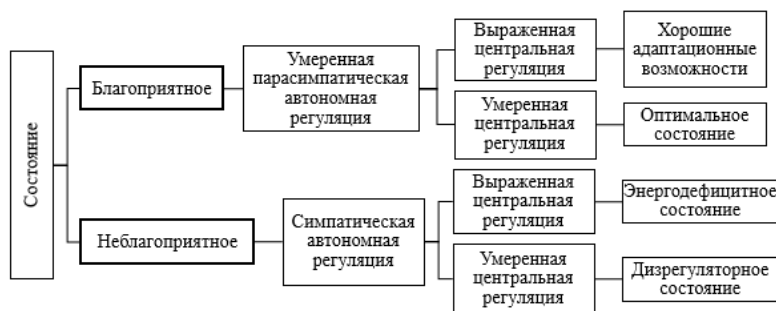 Состояние
Благоприятное
Умеренная
парасимпатическая
автономная
регуляция
Выраженная
центральная
регуляция
Хорошие
адаптационные
возможности
Умеренная
центральная
регуляция
Оптимальное
состояние
Неблагоприятное
Симпатическая
автономная
регуляция
Выраженная
центральная
регуляция
Энергодефицитное
состояние
Умеренная
центральная
регуляция
Дизрегуляторное
состояние